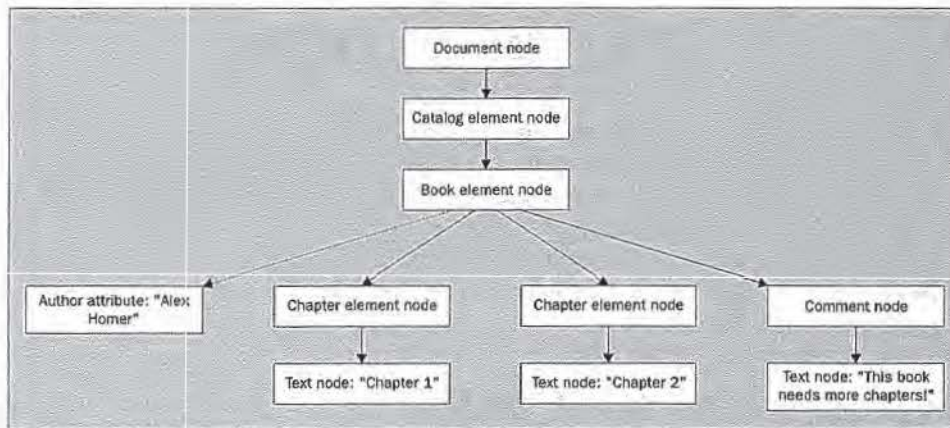 Document node
Catalog element node
Book element node
Author attribute: "Alex
Homer"
Chapter element node
Chapter element node
Comment node
Text node: "Chapter 1"
Text node: "Chapter 2"
Text node: "This book
needs more chapters!"